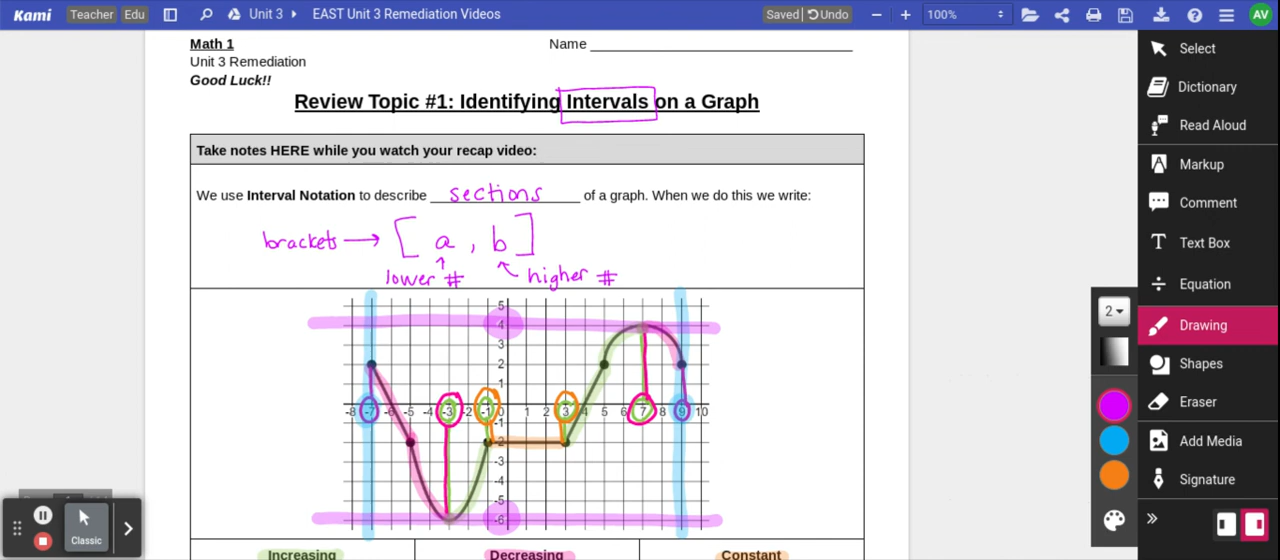 Kami Teacher Edu Unit 3 EAST Unit 3 Remediation Videos Saved Undo 100% AV
Math 1 Name
Unit 3 Remediation
Good Luck!!
Review Topic #1: Identifying Intervals on a Graph
Take notes HERE while you watch your recap video:
We use Interval Notation to describe sections of a graph. When we do this we write:
brackets → [ a , b ]
lower # higher #
5
4
3
2
1
-8 -7 -5 -4 -3 -2 -1 0 1 2 3 4 5 6 7 8 9 10
-1
-2
-3
-4
-5
-6
Increasing Decreasing Constant
Select
Dictionary
Read Aloud
Markup
Comment
Text Box
Equation
2 Drawing
Shapes
Eraser
Add Media
Signature
Classic